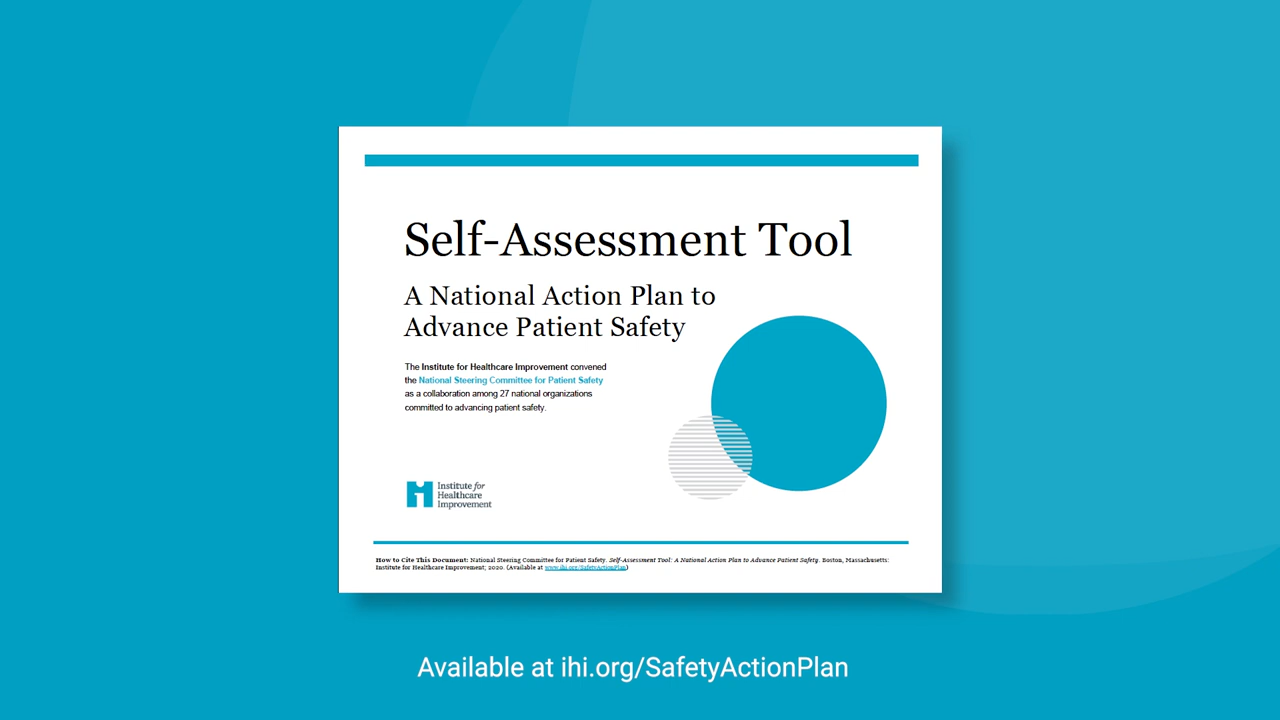 Self-Assessment Tool
A National Action Plan to
Advance Patient Safety
The Institute for Healthcare Improvement convened
the National Steering Committee for Patient Safety
as a collaboration among 27 national organizations
committed to advancing patient safety.
Institute for
Healthcare
Improvement
How to Cite This Document: National Steering Committee for Patient Safety. Self-Assessment Tool: A National Action Plan to Advance Patient Safety. Boston, Massachusetts:
Institute for Healthcare Improvement; 2020. (Available at www.ihi.org/SafetyActionPlan)
Available at ihi.org/SafetyActionPlan